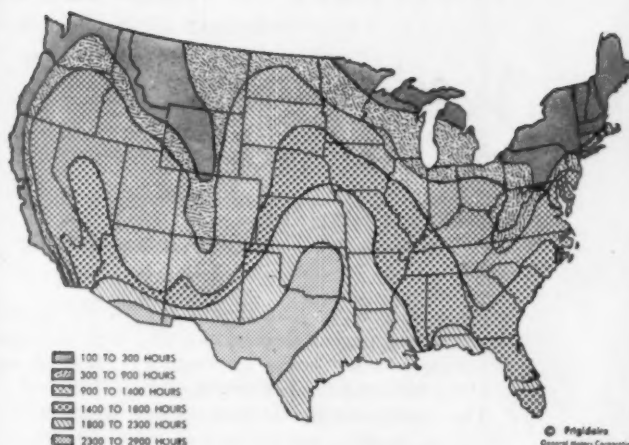 100 TO 300 HOURS
300 TO 900 HOURS
900 TO 1400 HOURS
1400 TO 1800 HOURS
1800 TO 2300 HOURS
2300 TO 2900 HOURS
© Frigidaire
General Motors Corporation